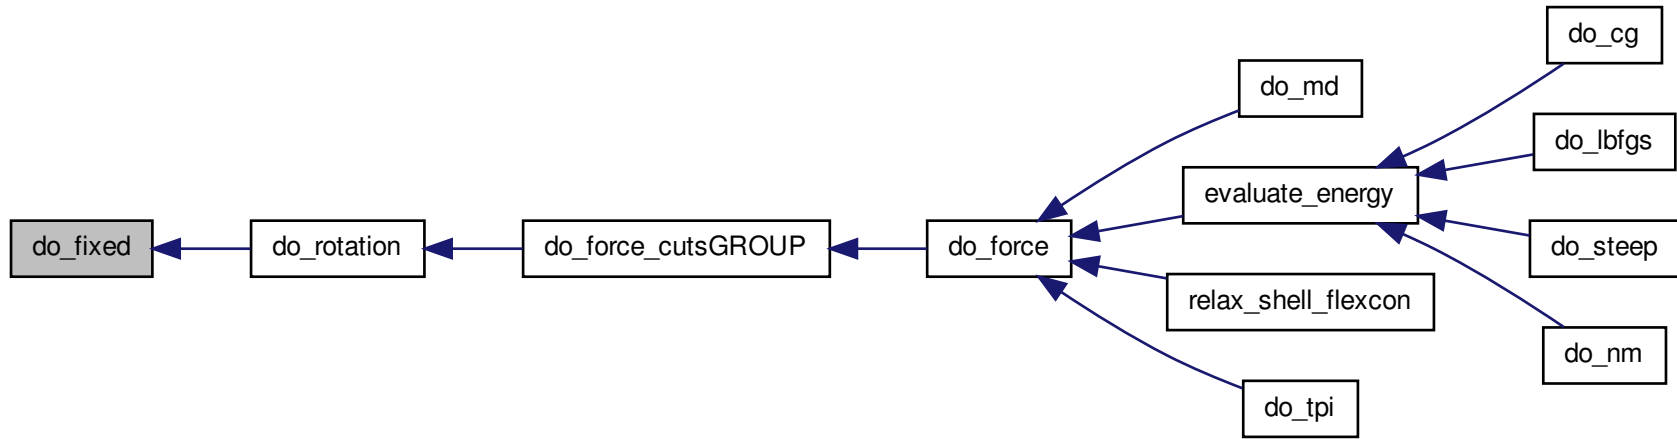 do_fixed
do_rotation
do_force_cutsGROUP
do_force
do_md
evaluate_energy
relax_shell_flexcon
do_tpi
do_cg
do_lbfgs
do_steep
do_nm